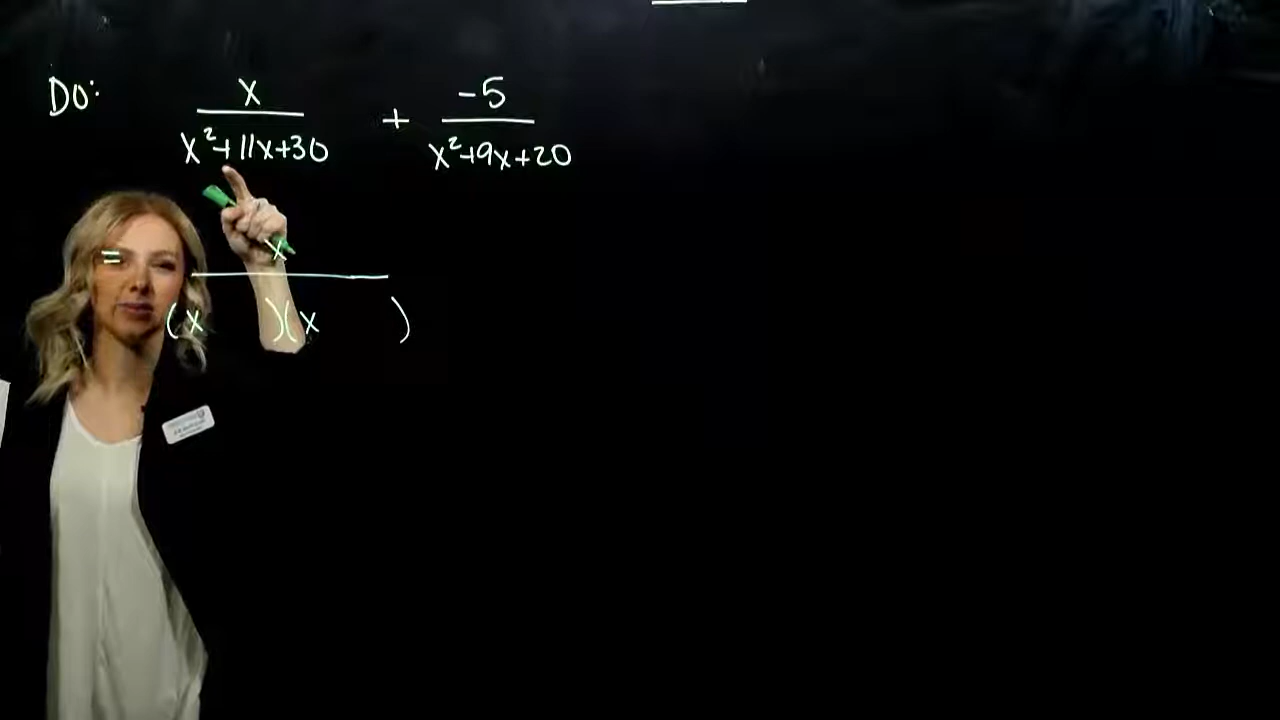 Do: x/(x²+11x+30) + -5/(x²+9x+20)
= x/(x )(x )